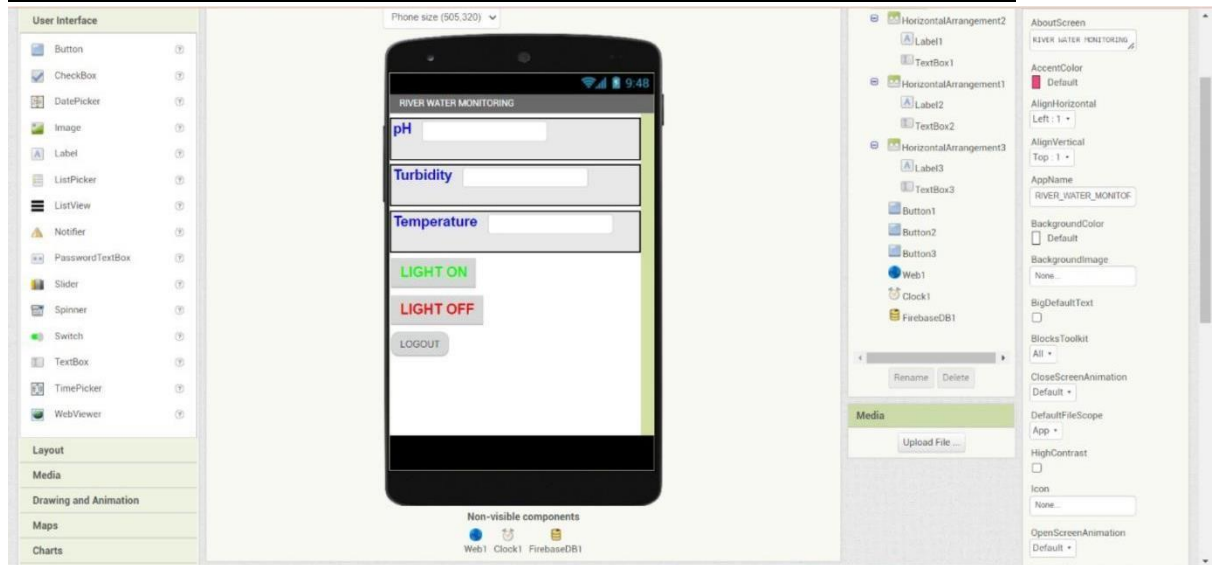 User Interface
Button
CheckBox
DatePicker
Image
Label
ListPicker
ListView
Notifier
PasswordTextBox
Slider
Spinner
Switch
TextBox
TimePicker
WebViewer
Layout
Media
Drawing and Animation
Maps
Charts
Phone size (505,320)
9:48
RIVER WATER MONITORING
pH
Turbidity
Temperature
LIGHT ON
LIGHT OFF
LOGOUT
Non-visible components
Web1 Clock1 FirebaseDB1
HorizontalArrangement2
Label1
TextBox1
HorizontalArrangement1
Label2
TextBox2
HorizontalArrangement3
Label3
TextBox3
Button1
Button2
Button3
Web1
Clock1
FirebaseDB1
Rename Delete
Media
Upload File ...
AboutScreen
RIVER WATER MONITORING
AccentColor
Default
AlignHorizontal
Left : 1
AlignVertical
Top : 1
AppName
RIVER_WATER_MONITOF
BackgroundColor
Default
BackgroundImage
None...
BigDefaultText
BlocksToolkit
All
CloseScreenAnimation
Default
DefaultFileScope
App
HighContrast
Icon
None...
OpenScreenAnimation
Default